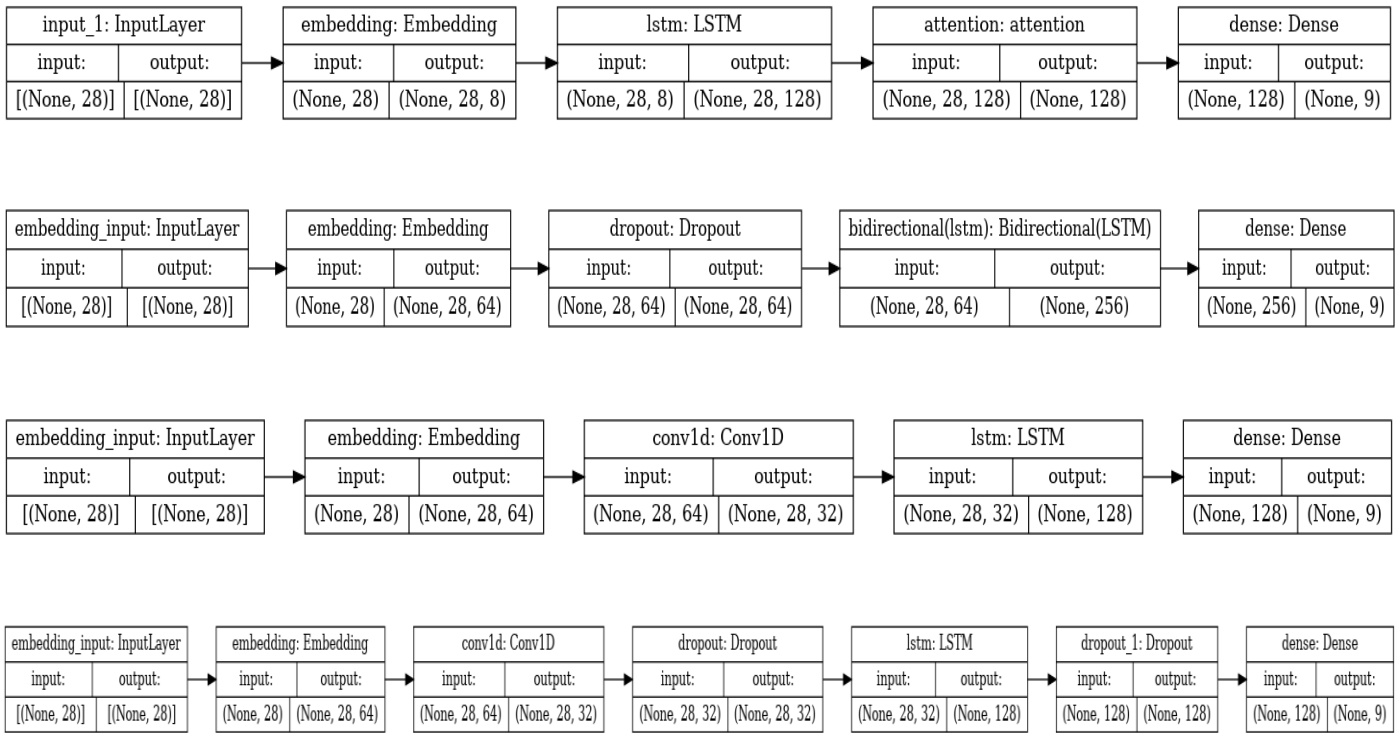 input_1: InputLayer embedding: Embedding lstm: LSTM attention: attention dense: Dense
input: output: input: output: input: output: input: output: input: output:
[(None, 28)] [(None, 28)] (None, 28) (None, 28, 8) (None, 28, 8) (None, 28, 128) (None, 28, 128) (None, 128) (None, 128) (None, 9)
embedding_input: InputLayer embedding: Embedding dropout: Dropout bidirectional(lstm): Bidirectional(LSTM) dense: Dense
input: output: input: output: input: output: input: output: input: output:
[(None, 28)] [(None, 28)] (None, 28) (None, 28, 64) (None, 28, 64) (None, 28, 64) (None, 28, 64) (None, 256) (None, 256) (None, 9)
embedding_input: InputLayer embedding: Embedding conv1d: Conv1D lstm: LSTM dense: Dense
input: output: input: output: input: output: input: output: input: output:
[(None, 28)] [(None, 28)] (None, 28) (None, 28, 64) (None, 28, 64) (None, 28, 32) (None, 28, 32) (None, 128) (None, 128) (None, 9)
embedding_input: InputLayer embedding: Embedding conv1d: Conv1D dropout: Dropout lstm: LSTM dropout_1: Dropout dense: Dense
input: output: input: output: input: output: input: output: input: output: input: output: input: output:
[(None, 28)] [(None, 28)] (None, 28) (None, 28, 64) (None, 28, 64) (None, 28, 32) (None, 28, 32) (None, 28, 32) (None, 28, 32) (None, 128) (None, 128) (None, 128) (None, 128) (None, 9)